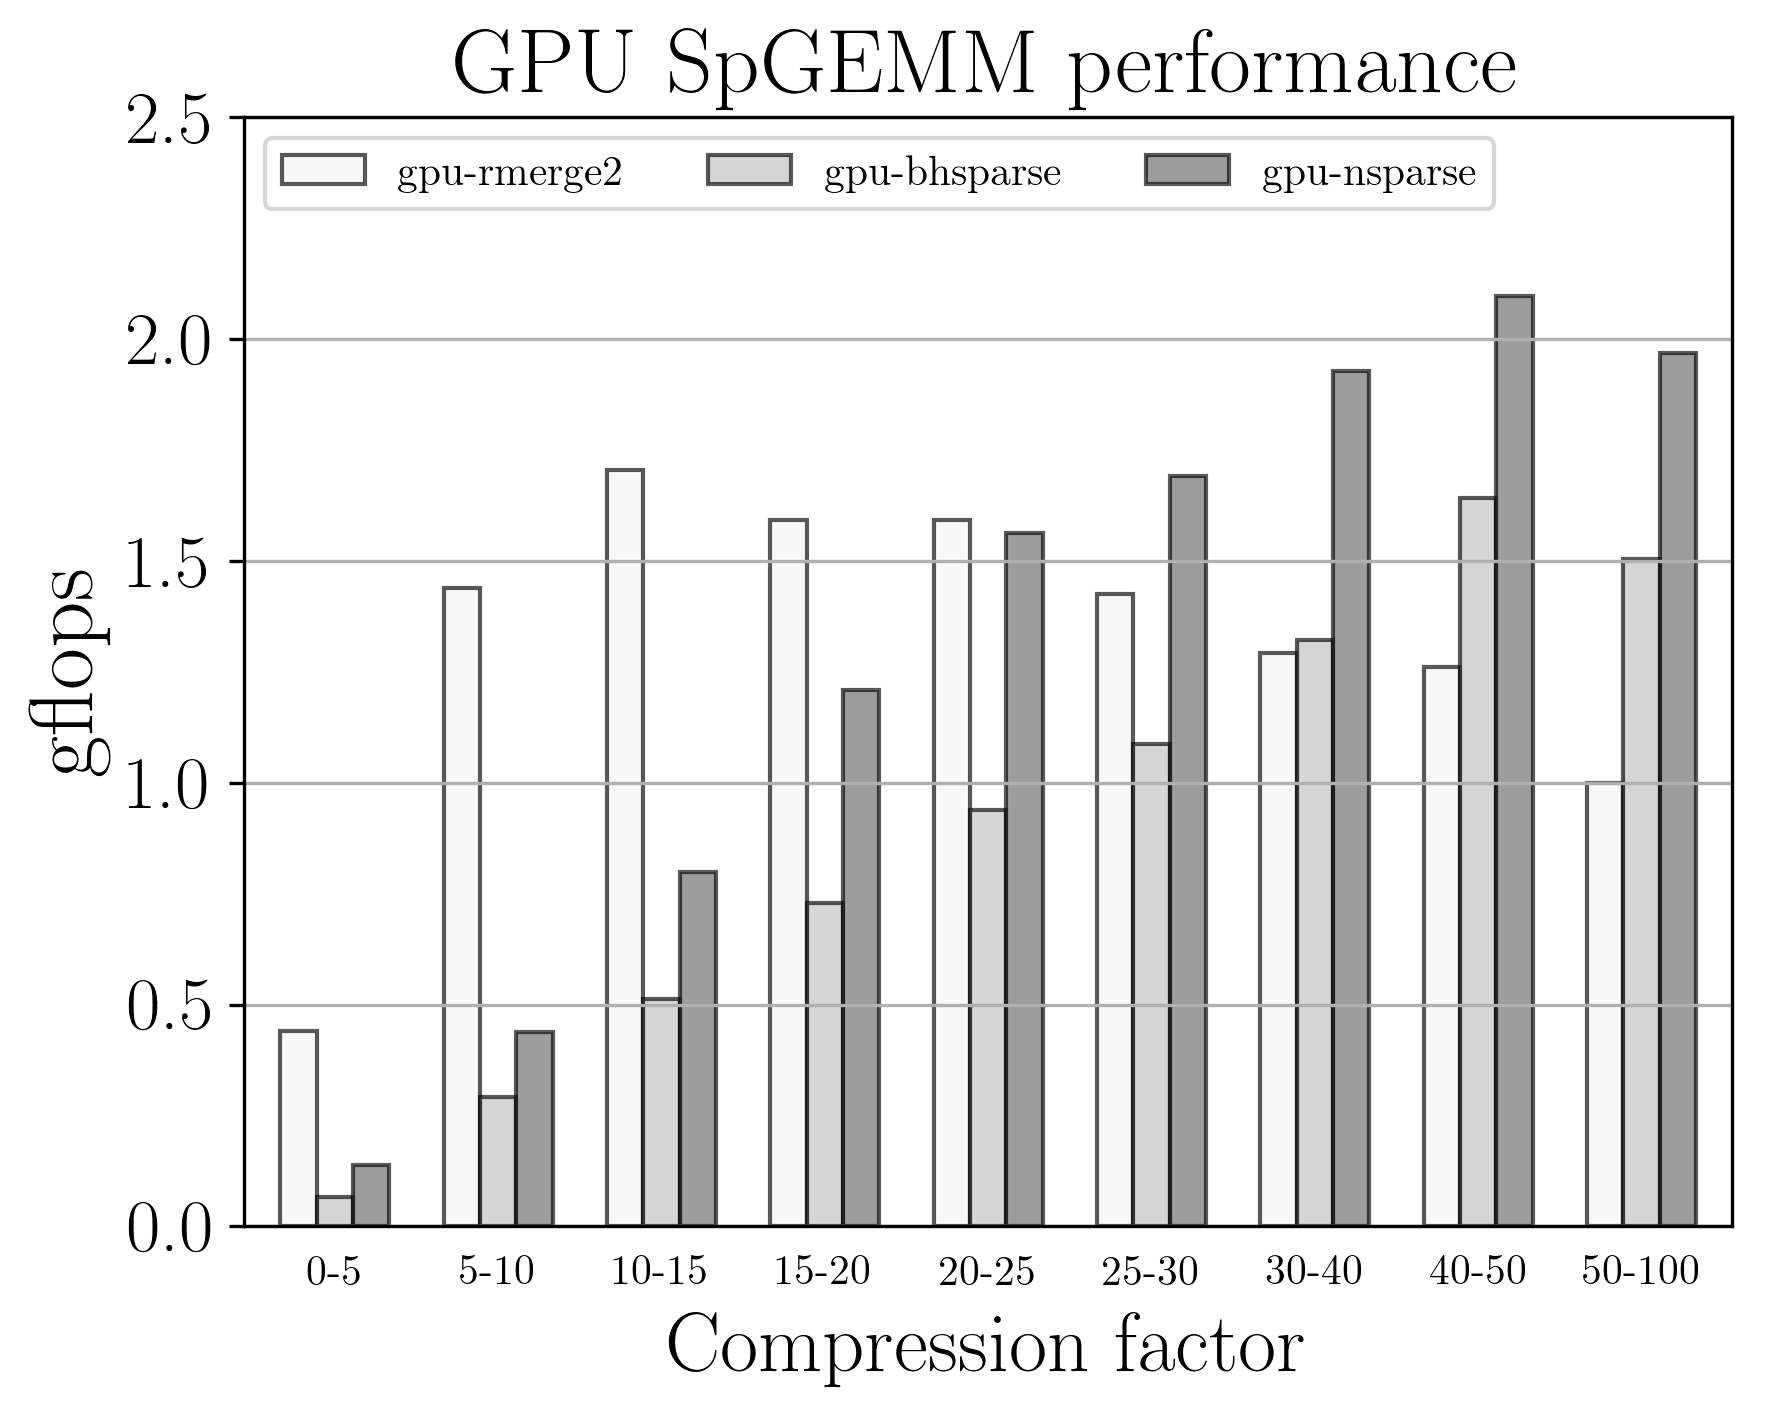 GPU SpGEMM performance
2.5
gpu-rmerge2 gpu-bhsparse gpu-nsparse
2.0
1.5
gflops
1.0
0.5
0.0
0-5 5-10 10-15 15-20 20-25 25-30 30-40 40-50 50-100
Compression factor